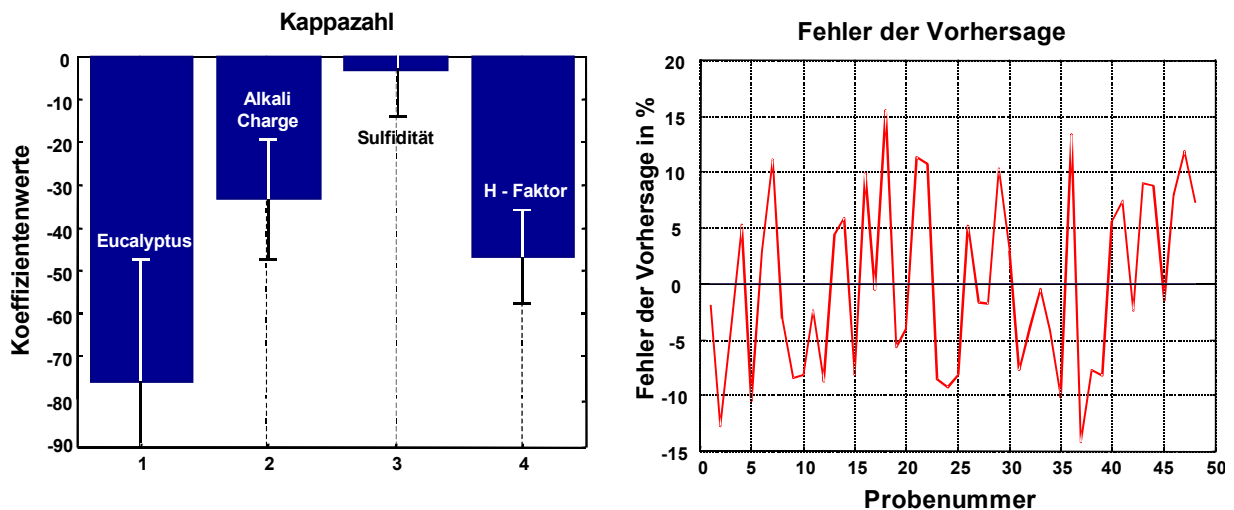 Kappazahl
Koeffizientenwerte
0
-10
-20
-30
-40
-50
-60
-70
-80
-90
Eucalyptus
Alkali
Charge
Sulfidität
H - Faktor
1 2 3 4
Fehler der Vorhersage
Fehler der Vorhersage in %
20
15
10
5
0
-5
-10
-15
0 5 10 15 20 25 30 35 40 45 50
Probenummer